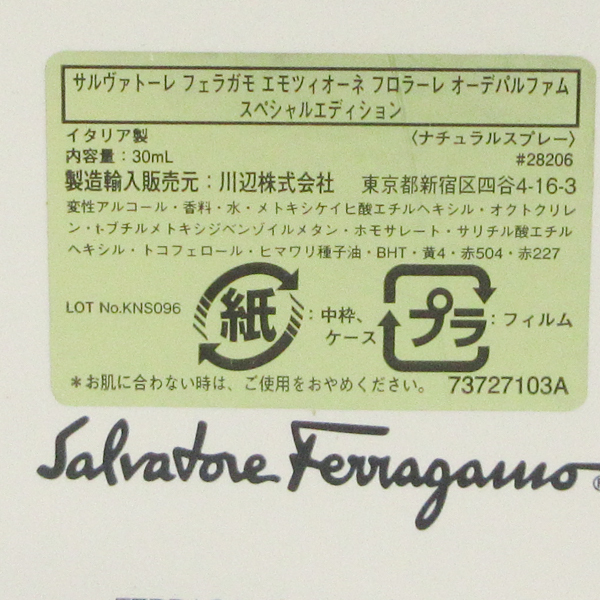 サルヴァトーレ フェラガモ エモツィオーネ フロラーレ オーデパルファム
スペシャルエディション
イタリア製 〈ナチュラルスプレー〉
内容量：30mL #28206
製造輸入販売元：川辺株式会社 東京都新宿区四谷4-16-3
変性アルコール・香料・水・メトキシケイヒ酸エチルヘキシル・オクトクリレ
ン・t-ブチルメトキシジベンゾイルメタン・ホモサレート・サリチル酸エチル
ヘキシル・トコフェロール・ヒマワリ種子油・BHT・黄4・赤504・赤227
LOT No.KNS096 紙：中枠、ケース プラ：フィルム
＊お肌に合わない時は、ご使用をおやめください。 73727103A
Salvatore Ferragamo®